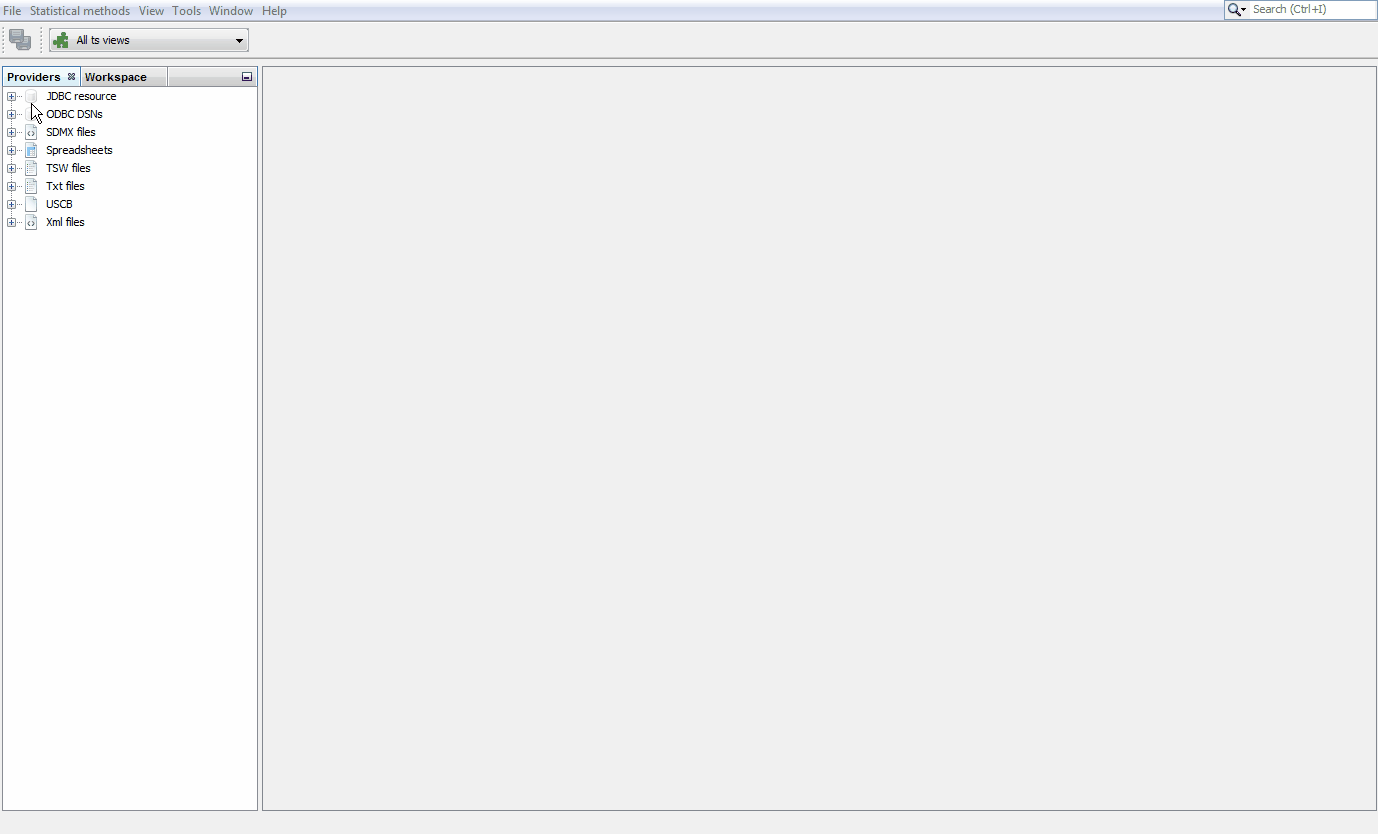 File Statistical methods View Tools Window Help
Search (Ctrl+I)
All ts views
Providers Workspace
JDBC resource
ODBC DSNs
SDMX files
Spreadsheets
TSW files
Txt files
USCB
Xml files